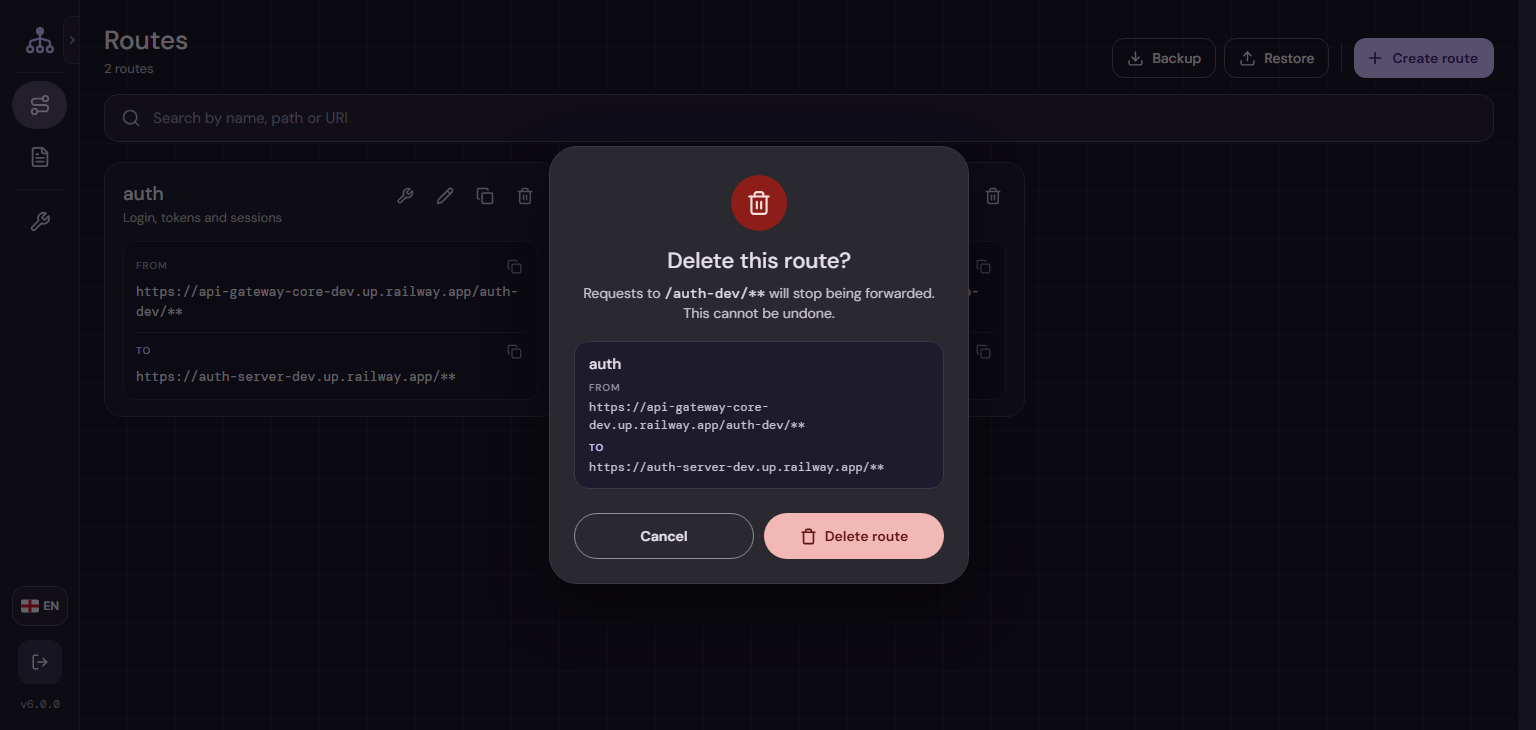 Routes
2 routes
Backup
Restore
Create route
Search by name, path or URI
auth
Login, tokens and sessions
FROM
https://api-gateway-core-dev.up.railway.app/auth-
dev/**
TO
https://auth-server-dev.up.railway.app/**
Delete this route?
Requests to /auth-dev/** will stop being forwarded.
This cannot be undone.
auth
FROM
https://api-gateway-core-
dev.up.railway.app/auth-dev/**
TO
https://auth-server-dev.up.railway.app/**
Cancel
Delete route
EN
v6.0.0